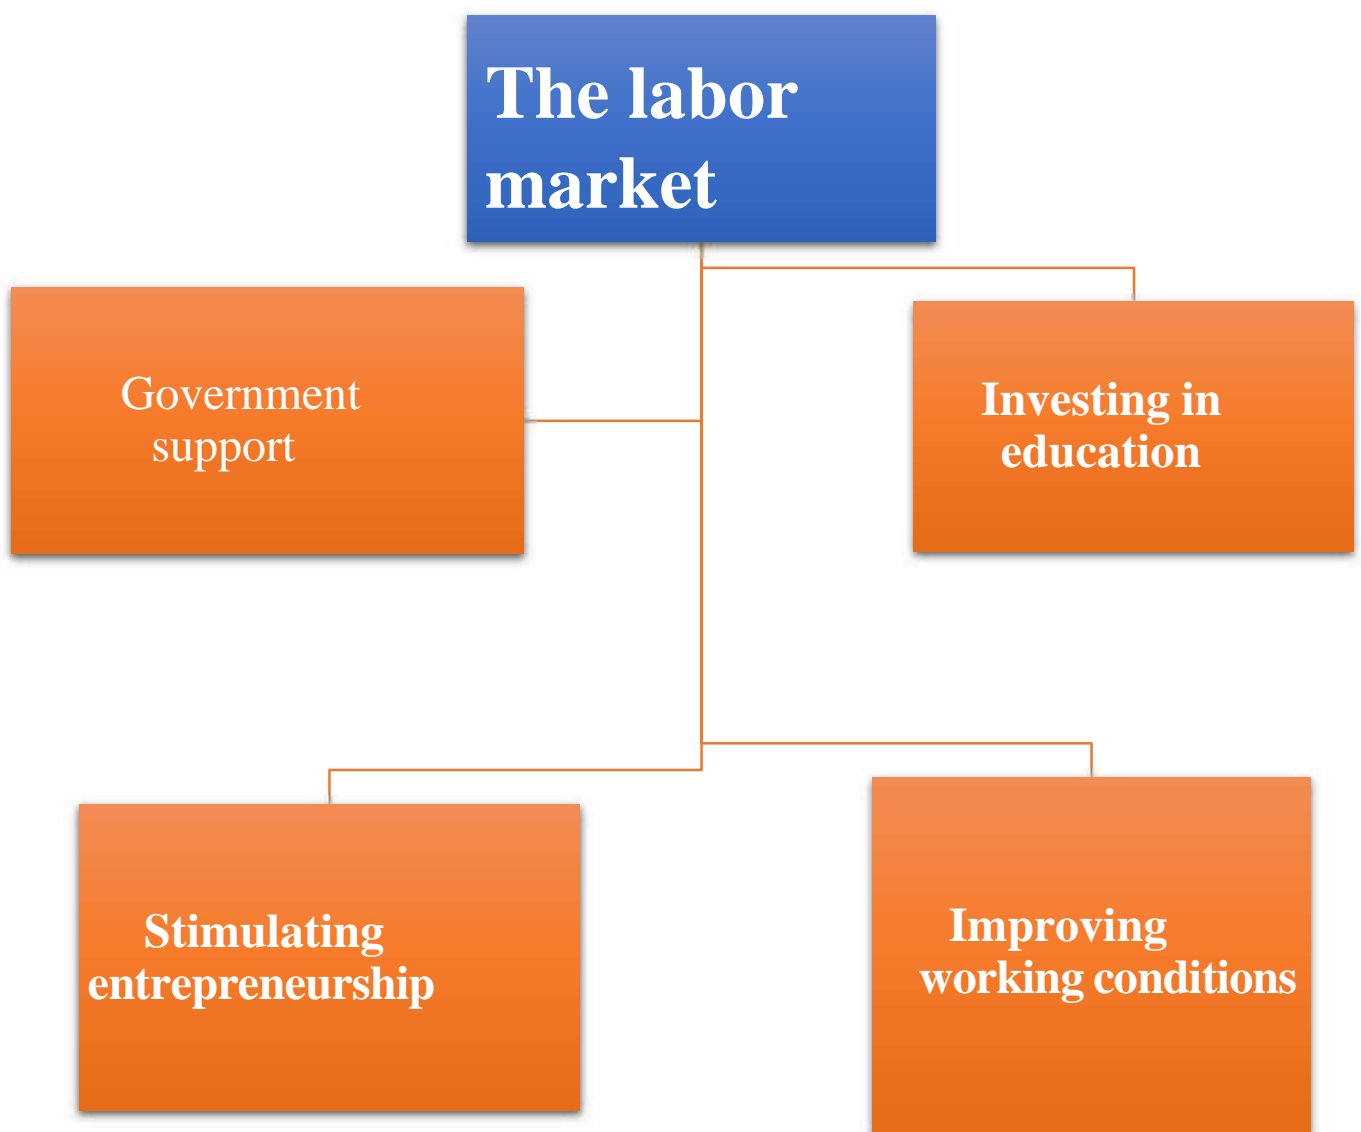 The labor
market
Government
support
Investing in
education
Stimulating
entrepreneurship
Improving
working conditions